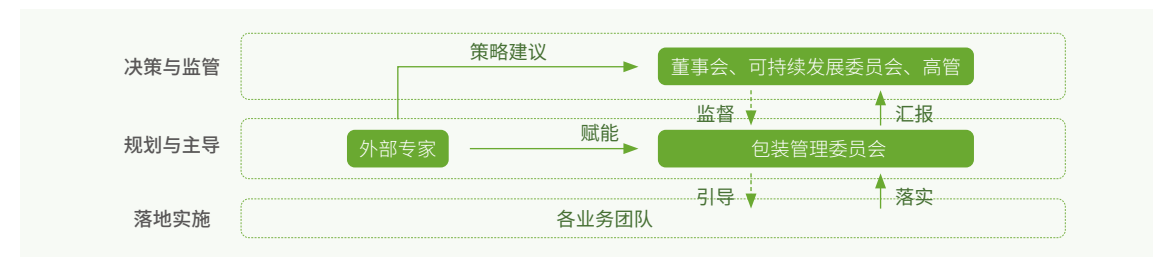 决策与监管
策略建议
董事会、可持续发展委员会、高管
监督
汇报
规划与主导
外部专家
赋能
包装管理委员会
引导
落实
落地实施
各业务团队